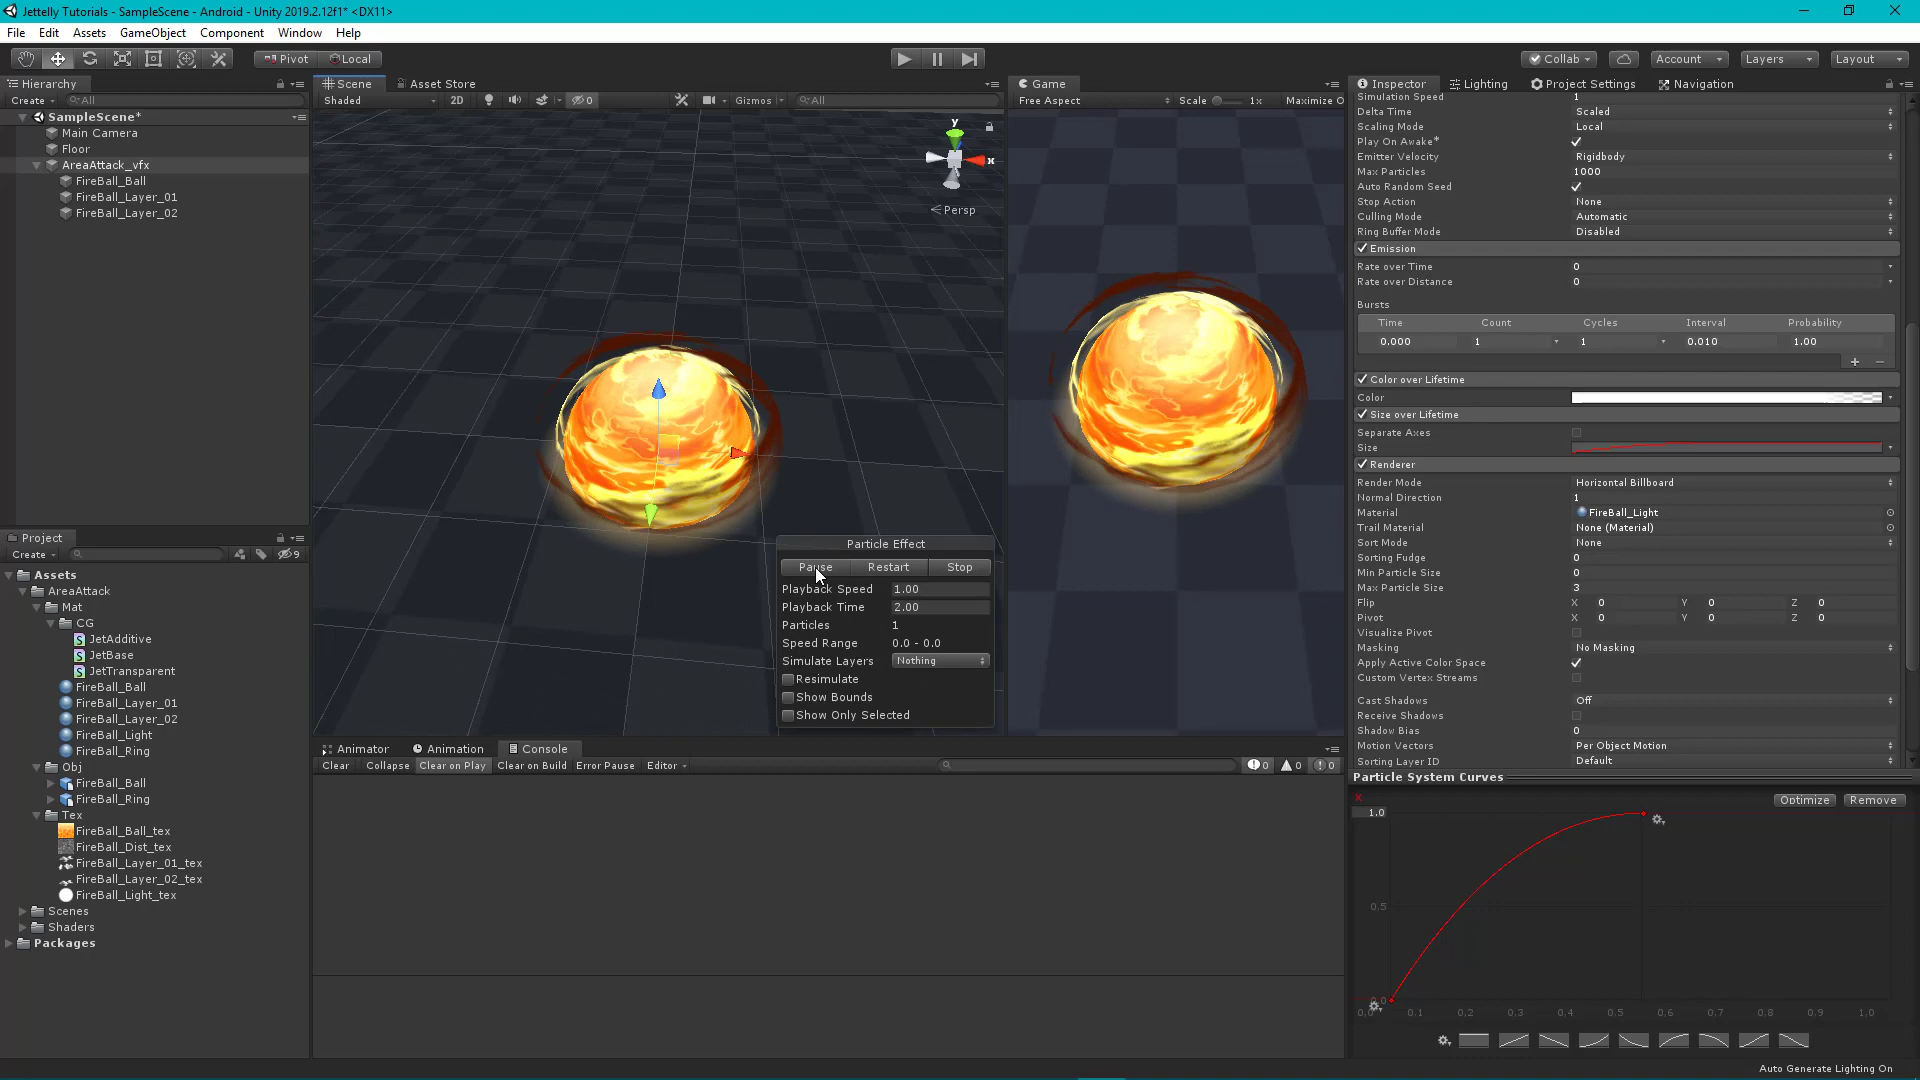 Jettelly Tutorials - SampleScene - Android - Unity 2019.2.12f1* <DX11>
File Edit Assets GameObject Component Window Help
Pivot Local Collab Account Layers Layout
Hierarchy
Create All
SampleScene*
Main Camera
Floor
AreaAttack_vfx
FireBall_Ball
FireBall_Layer_01
FireBall_Layer_02
Project
Create 9
Assets
AreaAttack
Mat
CG
JetAdditive
JetBase
JetTransparent
FireBall_Ball
FireBall_Layer_01
FireBall_Layer_02
FireBall_Light
FireBall_Ring
Obj
FireBall_Ball
FireBall_Ring
Tex
FireBall_Ball_tex
FireBall_Dist_tex
FireBall_Layer_01_tex
FireBall_Layer_02_tex
FireBall_Light_tex
Scenes
Shaders
Packages
Scene Asset Store
Shaded 2D 0 Gizmos All
y
x
Persp
Particle Effect
Pause Restart Stop
Playback Speed 1.00
Playback Time 2.00
Particles 1
Speed Range 0.0 - 0.0
Simulate Layers Nothing
Resimulate
Show Bounds
Show Only Selected
Game
Free Aspect Scale 1x Maximize O
Animator Animation Console
Clear Collapse Clear on Play Clear on Build Error Pause Editor 0 0 0
Inspector Lighting Project Settings Navigation
Simulation Speed 1
Delta Time Scaled
Scaling Mode Local
Play On Awake* 
Emitter Velocity Rigidbody
Max Particles 1000
Auto Random Seed
Stop Action None
Culling Mode Automatic
Ring Buffer Mode Disabled
Emission
Rate over Time 0
Rate over Distance 0
Bursts
Time Count Cycles Interval Probability
0.000 1 1 0.010 1.00
Color over Lifetime
Color
Size over Lifetime
Separate Axes
Size
Renderer
Render Mode Horizontal Billboard
Normal Direction 1
Material FireBall_Light
Trail Material None (Material)
Sort Mode None
Sorting Fudge 0
Min Particle Size 0
Max Particle Size 3
Flip X 0 Y 0 Z 0
Pivot X 0 Y 0 Z 0
Visualize Pivot
Masking No Masking
Apply Active Color Space
Custom Vertex Streams
Cast Shadows Off
Receive Shadows
Shadow Bias 0
Motion Vectors Per Object Motion
Sorting Layer ID Default
Particle System Curves
Optimize Remove
1.0
0.5
0.0
0.0 0.1 0.2 0.3 0.4 0.5 0.6 0.7 0.8 0.9 1.0
Auto Generate Lighting On